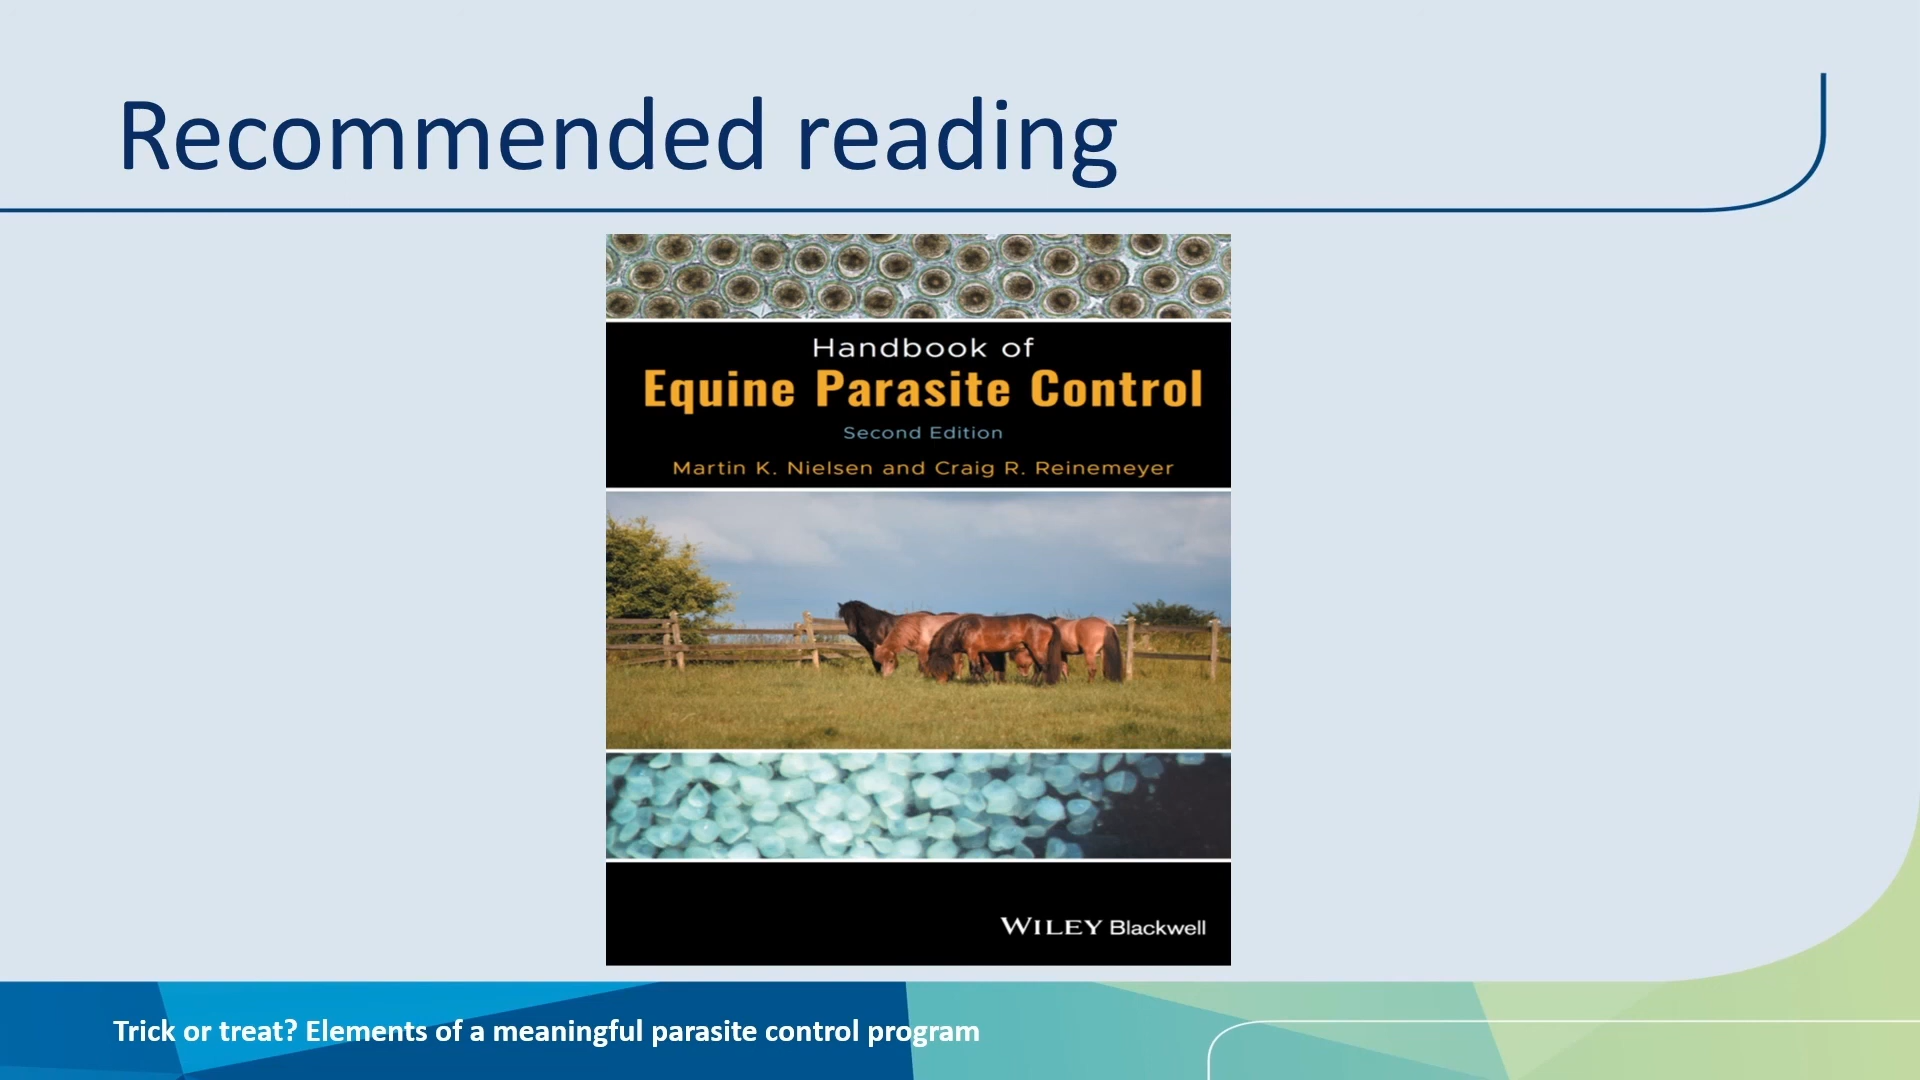 Recommended reading
Handbook of
Equine Parasite Control
Second Edition
Martin K. Nielsen and Craig R. Reinemeyer
WILEY Blackwell
Trick or treat? Elements of a meaningful parasite control program